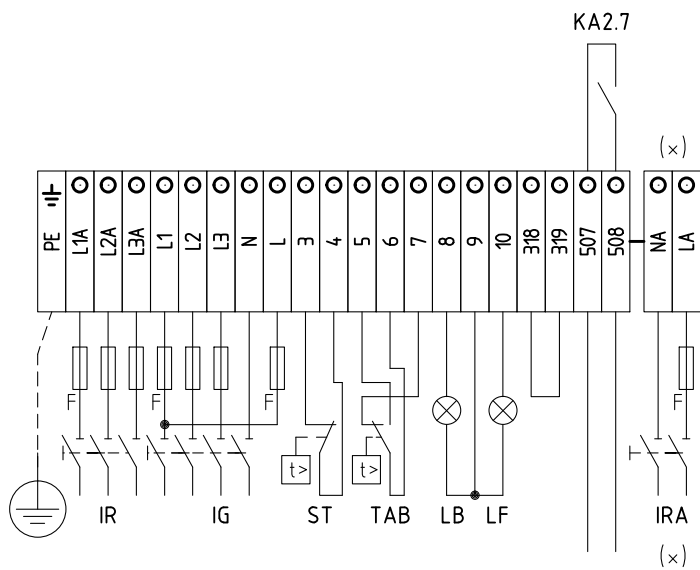 KA2.7
(x)
PE L1A L2A L3A L1 L2 L3 N L 3 4 5 6 7 8 9 10 318 319 507 508 NA LA
F F F F
t> t>
IR IG ST TAB LB LF IRA
(x)